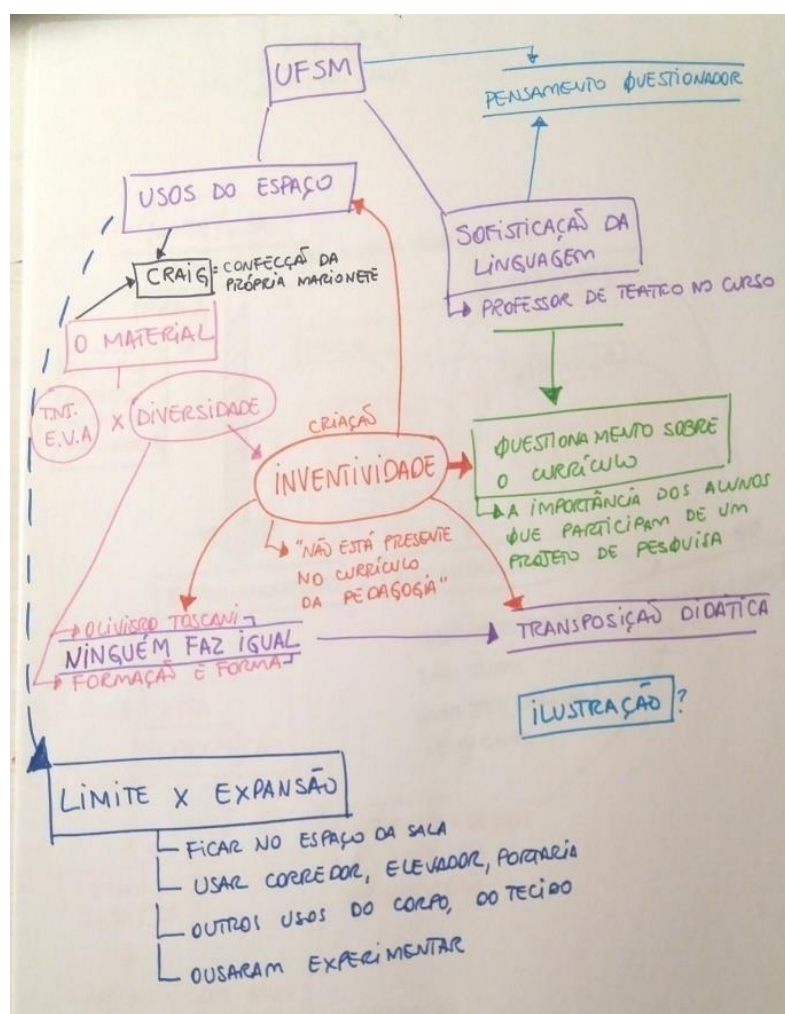 UFSM
PENSAMENTO QUESTIONADOR
USOS DO ESPAÇO
SOFISTICAÇÃO DA
LINGUAGEM
PROFESSOR DE TEATRO NO CURSO
CRAIG = CONFECÇÃO DA
PRÓPRIA MARIONETE
O MATERIAL
T.N.T.
E.V.A
X DIVERSIDADE
CRIAÇÃO
INVENTIVIDADE
"NÃO ESTÁ PRESENTE
NO CURRÍCULO
DA PEDAGOGIA"
QUESTIONAMENTO SOBRE
O CURRÍCULO
A IMPORTÂNCIA DOS ALUNOS
QUE PARTICIPAM DE UM
PROJETO DE PESQUISA
OLIVIERO TOSCANI
NINGUÉM FAZ IGUAL
FORMAÇÃO E FORMA
TRANSPOSIÇÃO DIDÁTICA
ILUSTRAÇÃO?
LIMITE X EXPANSÃO
FICAR NO ESPAÇO DA SALA
USAR CORREDOR, ELEVADOR, PORTARIA
OUTROS USOS DO CORPO, DO TECIDO
OUSARAM EXPERIMENTAR